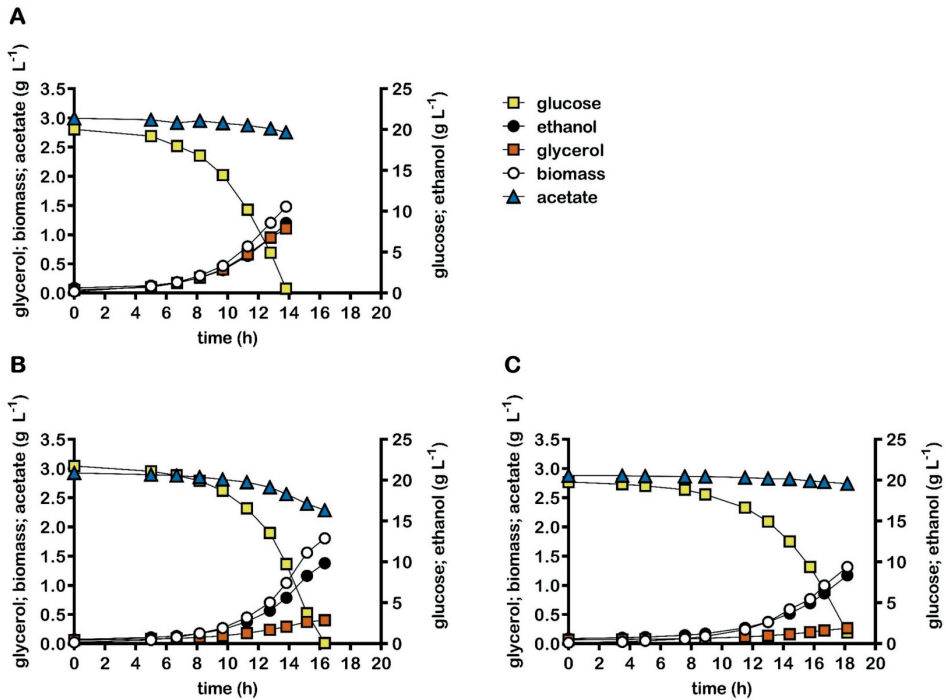 A
glycerol; biomass; acetate (g L-1)
3.5
3.0
2.5
2.0
1.5
1.0
0.5
0.0
25
20
15
10
5
0
glucose; ethanol (g L-1)
0 2 4 6 8 10 12 14 16 18 20
time (h)
glucose
ethanol
glycerol
biomass
acetate
B
glycerol; biomass; acetate (g L-1)
3.5
3.0
2.5
2.0
1.5
1.0
0.5
0.0
25
20
15
10
5
0
glucose; ethanol (g L-1)
0 2 4 6 8 10 12 14 16 18 20
time (h)
C
glycerol; biomass; acetate (g L-1)
3.5
3.0
2.5
2.0
1.5
1.0
0.5
0.0
25
20
15
10
5
0
glucose; ethanol (g L-1)
0 2 4 6 8 10 12 14 16 18 20
time (h)